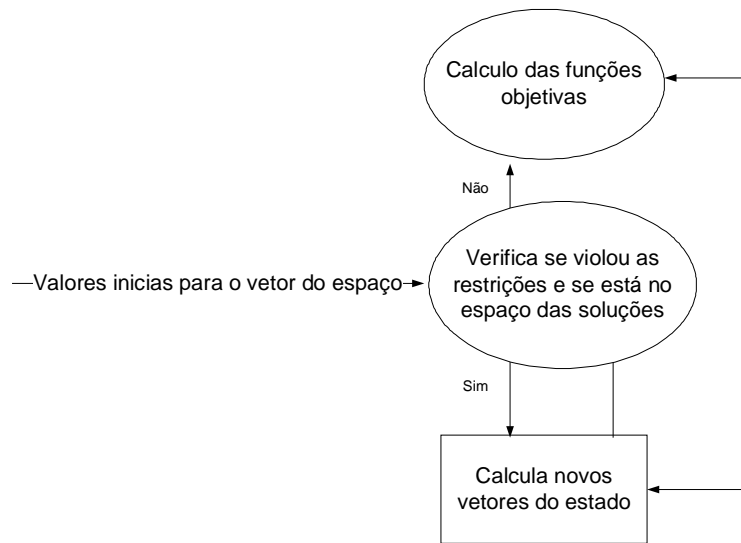 Calculo das funções
objetivas
Não
Valores inicias para o vetor do espaço
Verifica se violou as
restrições e se está no
espaço das soluções
Sim
Calcula novos
vetores do estado